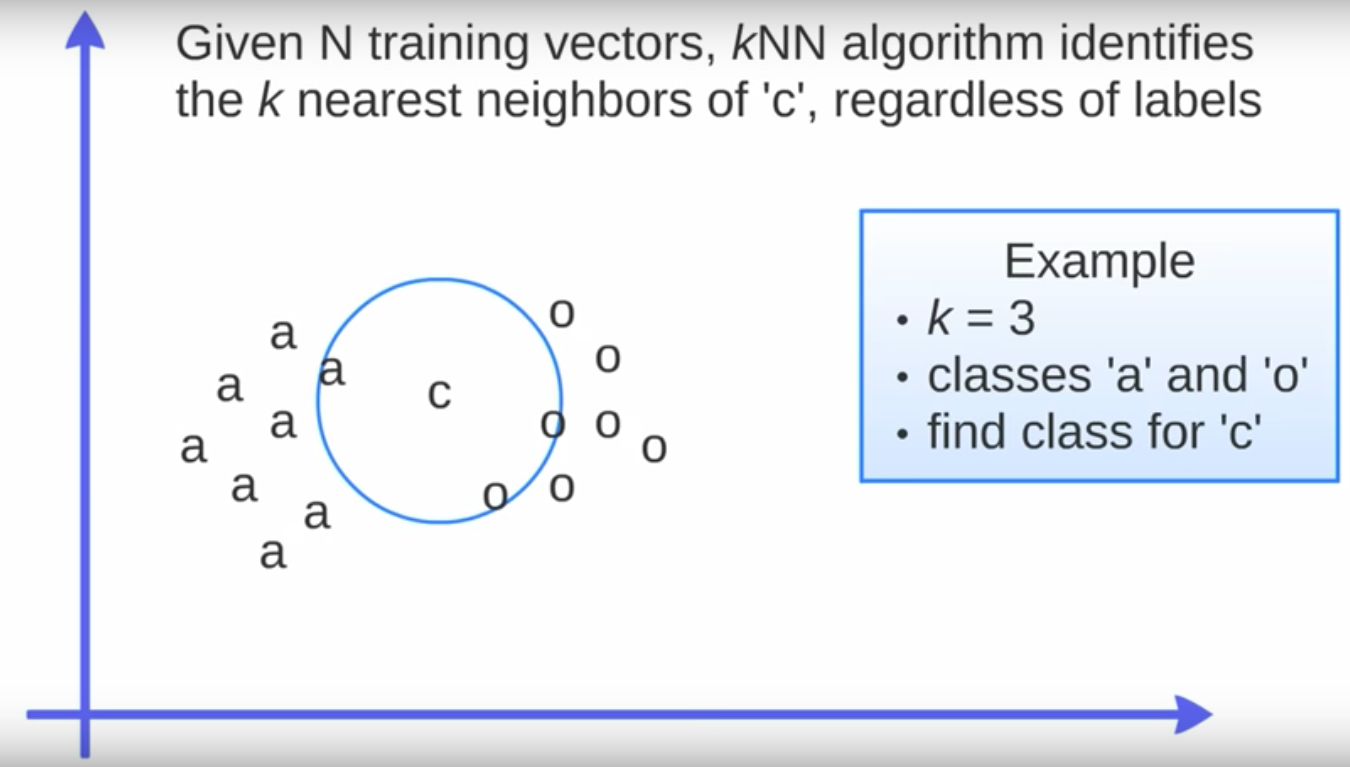 Given N training vectors, kNN algorithm identifies
the k nearest neighbors of 'c', regardless of labels
Example
• k = 3
• classes 'a' and 'o'
• find class for 'c'
o
a
o
a
c
a
a
o
o
a
o
a
o
o
a
a